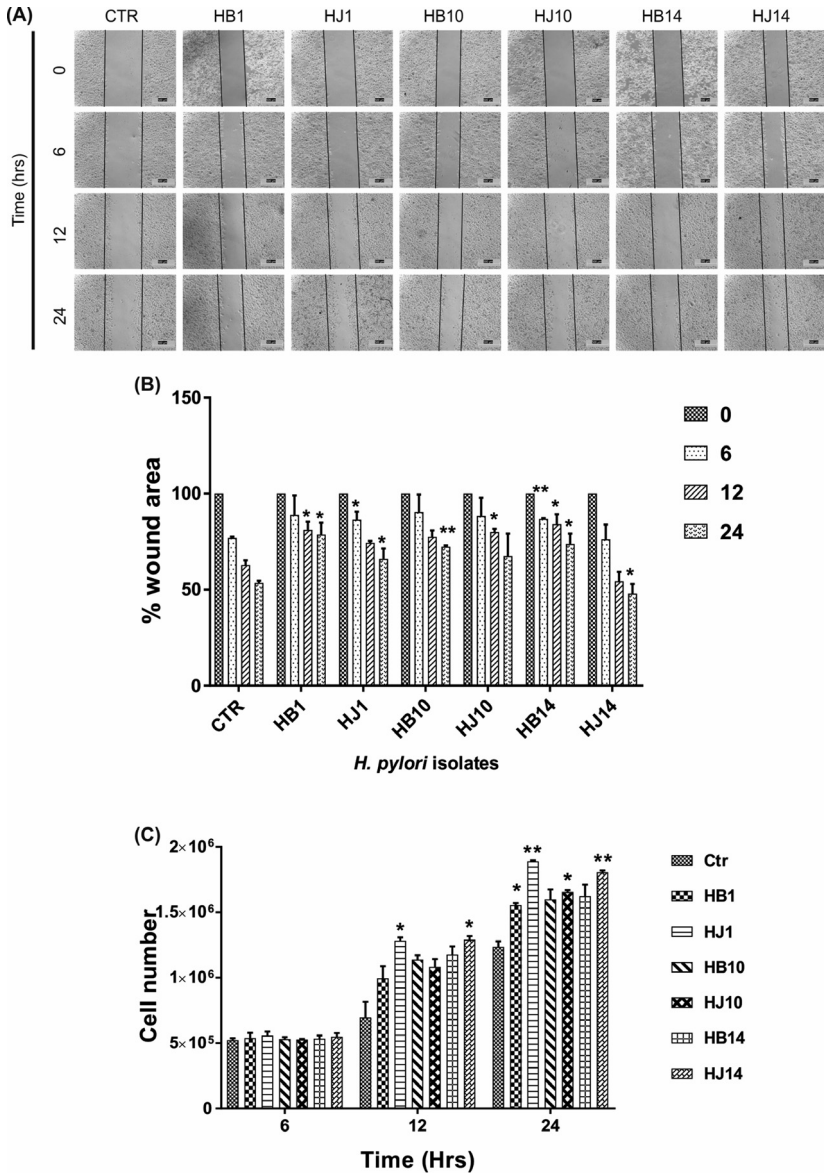 (A)
CTR HB1 HJ1 HB10 HJ10 HB14 HJ14
Time (hrs)
0
6
12
24
(B)
150
100
50
0
% wound area
* * * * ** * ** * * *
0
6
12
24
CTR HB1 HJ1 HB10 HJ10 HB14 HJ14
H. pylori isolates
(C)
2×10⁶
1.5×10⁶
1×10⁶
5×10⁵
0
Cell number
* * * ** * **
Ctr
HB1
HJ1
HB10
HJ10
HB14
HJ14
6 12 24
Time (Hrs)